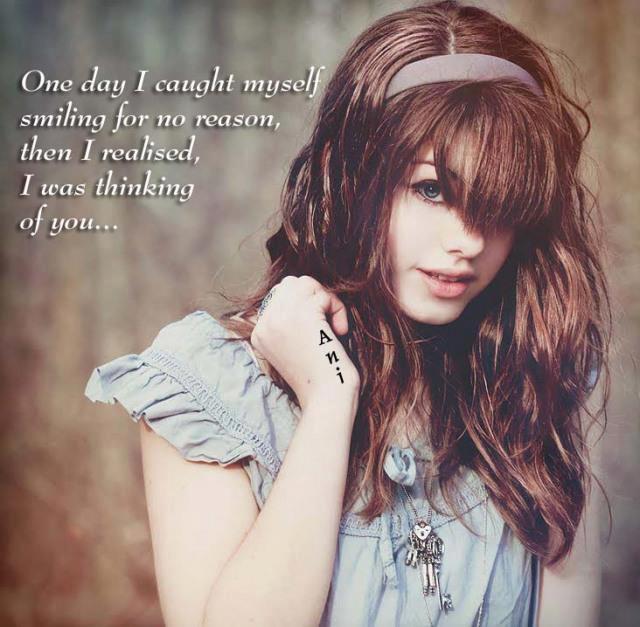 One day I caught myself
smiling for no reason,
then I realised,
I was thinking
of you...
Ani